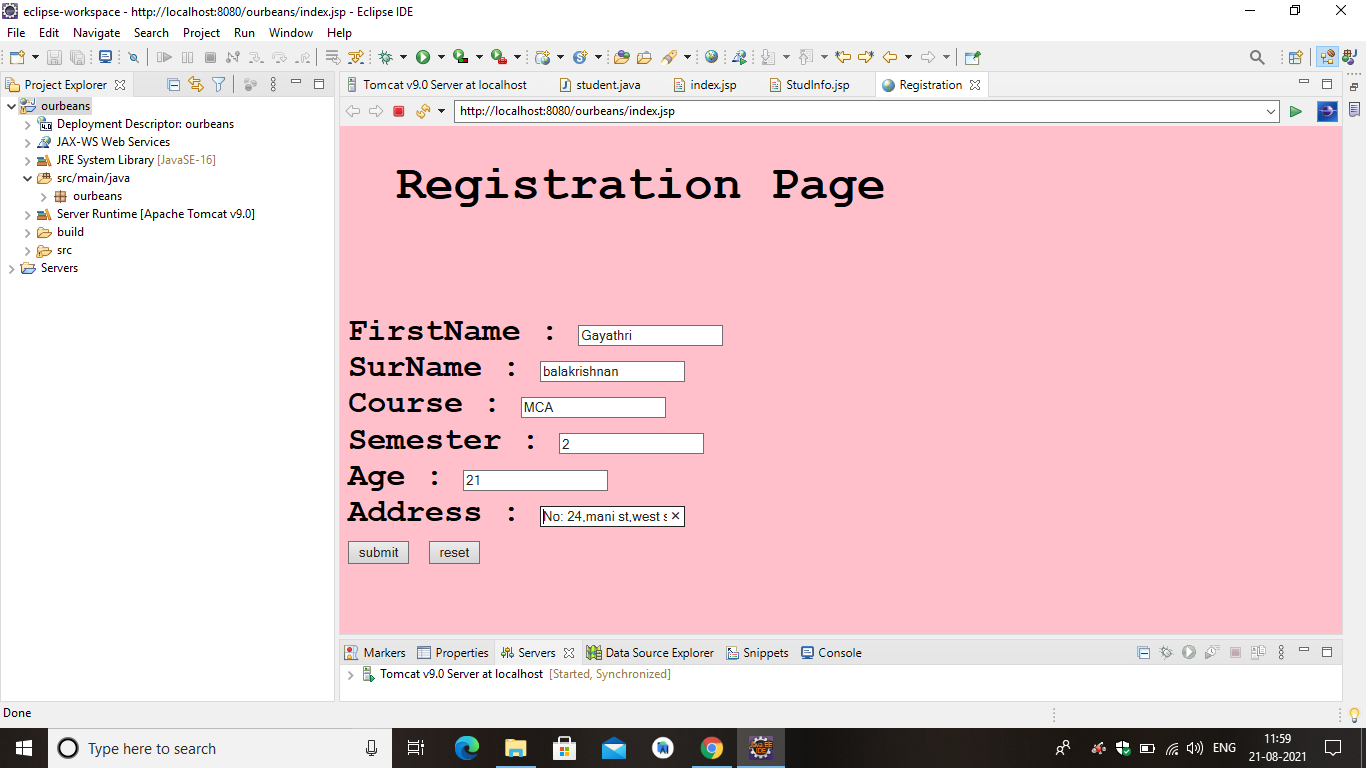 eclipse-workspace - http://localhost:8080/ourbeans/index.jsp - Eclipse IDE
File Edit Navigate Search Project Run Window Help
Project Explorer
ourbeans
Deployment Descriptor: ourbeans
JAX-WS Web Services
JRE System Library [JavaSE-16]
src/main/java
ourbeans
Server Runtime [Apache Tomcat v9.0]
build
src
Servers
Tomcat v9.0 Server at localhost student.java index.jsp StudInfo.jsp Registration
http://localhost:8080/ourbeans/index.jsp
Registration Page
FirstName : Gayathri
SurName : balakrishnan
Course : MCA
Semester : 2
Age : 21
Address : No: 24,mani st,west s
submit reset
Markers Properties Servers Data Source Explorer Snippets Console
Tomcat v9.0 Server at localhost [Started, Synchronized]
Done
Type here to search
ENG
11:59
21-08-2021